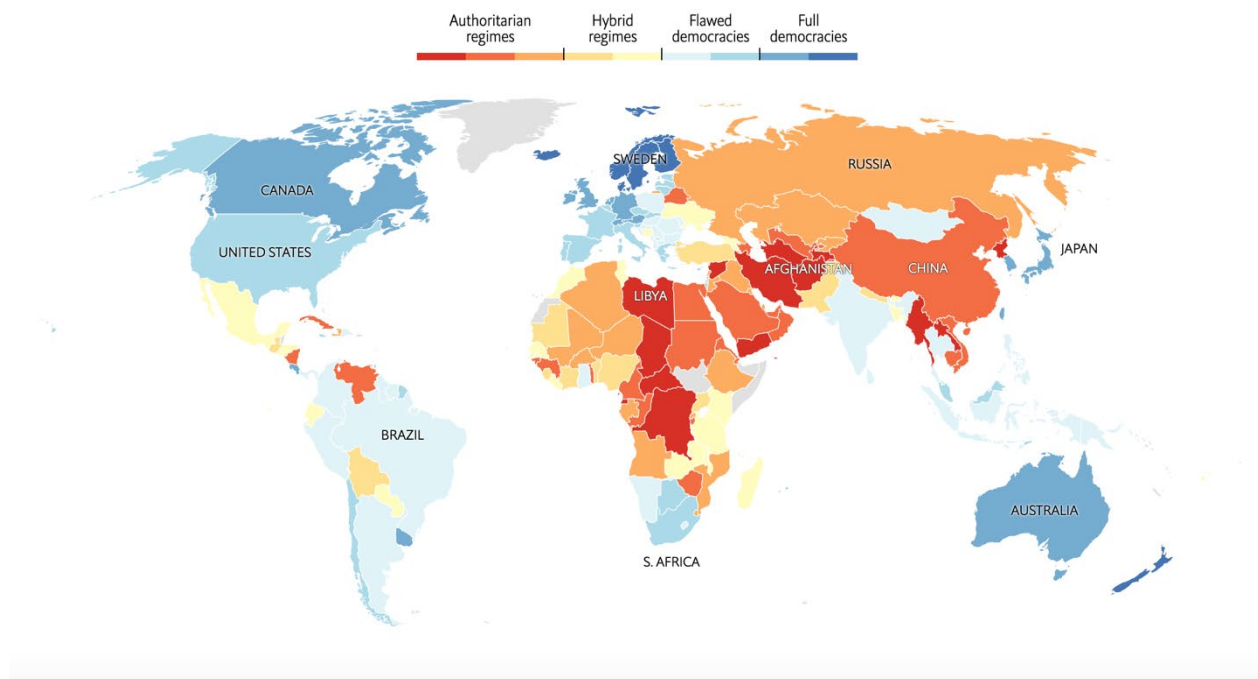 Authoritarian regimes
Hybrid regimes
Flawed democracies
Full democracies
SWEDEN
RUSSIA
CANADA
UNITED STATES
JAPAN
AFGHANISTAN
CHINA
LIBYA
BRAZIL
AUSTRALIA
S. AFRICA